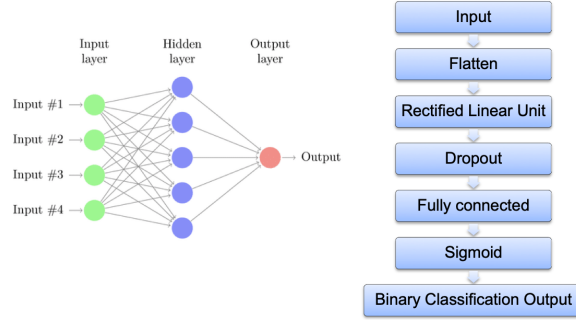 Input
layer
Hidden
layer
Output
layer
Input #1
Input #2
Input #3
Input #4
Output
Input
Flatten
Rectified Linear Unit
Dropout
Fully connected
Sigmoid
Binary Classification Output